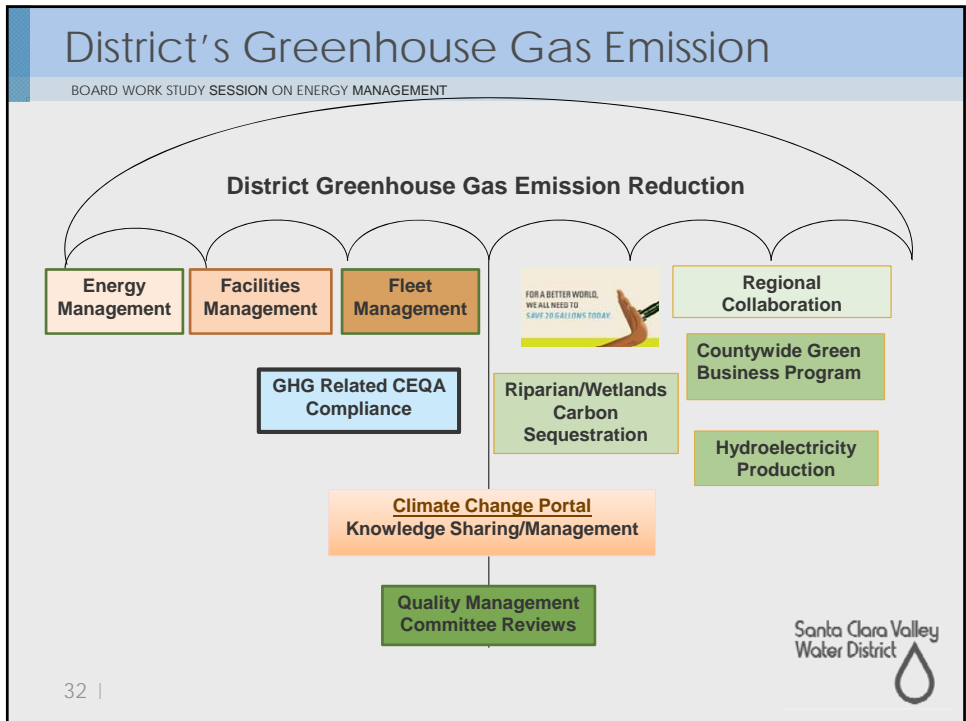 District's Greenhouse Gas Emission
BOARD WORK STUDY SESSION ON ENERGY MANAGEMENT
District Greenhouse Gas Emission Reduction
Energy
Management
Facilities
Management
Fleet
Management
FOR A BETTER WORLD,
WE ALL NEED TO
SAVE 20 GALLONS TODAY.
Regional
Collaboration
Countywide Green
Business Program
GHG Related CEQA
Compliance
Riparian/Wetlands
Carbon
Sequestration
Hydroelectricity
Production
Climate Change Portal
Knowledge Sharing/Management
Quality Management
Committee Reviews
Santa Clara Valley
Water District
32 |